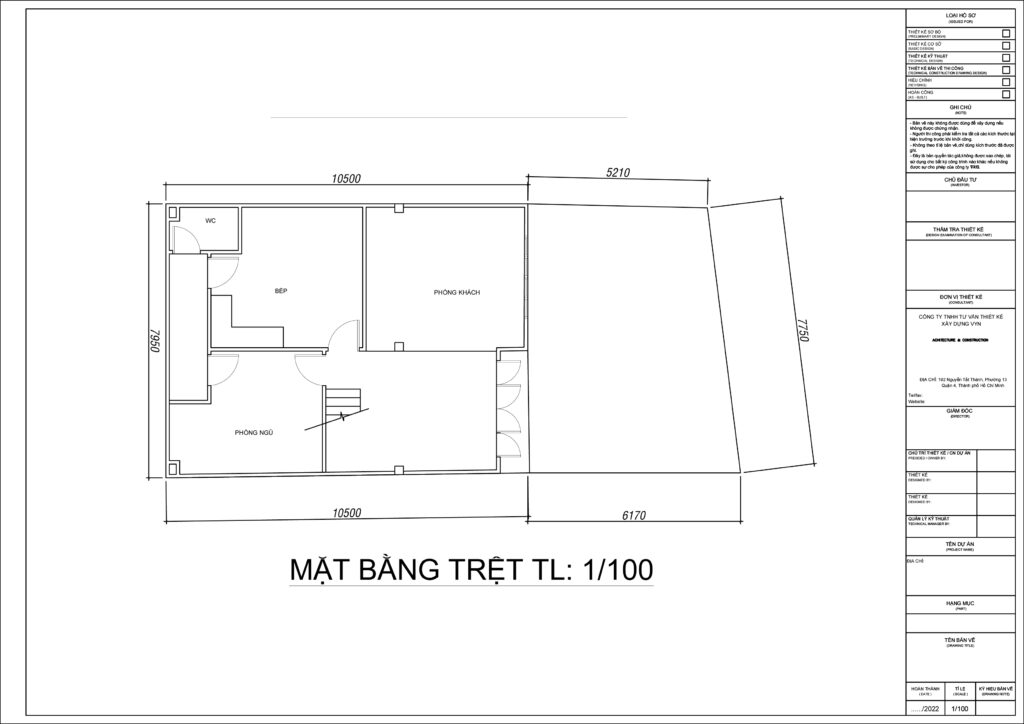 10500
5210
7950
7750
WC
BẾP
PHÒNG KHÁCH
PHÒNG NGỦ
10500
6170
MẶT BẰNG TRỆT TL: 1/100
LOẠI HỒ SƠ
(ISSUED FOR)
THIẾT KẾ SƠ BỘ
(PRELIMINARY DESIGN)
THIẾT KẾ CƠ SỞ
(BASIC DESIGN)
THIẾT KẾ KỸ THUẬT
(TECHNICAL DESIGN)
THIẾT KẾ BẢN VẼ THI CÔNG
(TECHNICAL CONSTRUCTION DRAWING DESIGN)
HIỆU CHỈNH
(REVISIONS)
HOÀN CÔNG
(AS - BUILT)
GHI CHÚ
(NOTE)
- Bản vẽ này không được dùng để xây dựng nếu
không được chứng nhận.
- Người thi công phải kiểm tra tất cả các kích thước tại
hiện trường trước khi khởi công.
- Không theo tỉ lệ bản vẽ, chỉ dùng kích thước đã được
ghi.
- Đây là bản quyền tác giả, không được sao chép, tái
sử dụng cho bất kỳ công trình nào khác nếu không
được sự cho phép của công ty
CHỦ ĐẦU TƯ
(INVESTOR)
THẨM TRA THIẾT KẾ
(DESIGN EXAMINATION OF CONSULTANT)
ĐƠN VỊ THIẾT KẾ
(CONSULTANT)
CÔNG TY TNHH TƯ VẤN THIẾT KẾ
XÂY DỰNG VYN
ACHITECTURE & CONSTRUCTION
ĐỊA CHỈ: 102 Nguyễn Tất Thành, Phường 13
Quận 4, Thành phố Hồ Chí Minh
Tel/fax:
Website:
GIÁM ĐỐC
(DIRECTOR)
CHỦ TRÌ THIẾT KẾ / CN DỰ ÁN
PRESIDED / OWNER BY:
THIẾT KẾ
DESIGNED BY:
THIẾT KẾ
DESIGNED BY:
QUẢN LÝ KỸ THUẬT
TECHNICAL MANAGER BY:
TÊN DỰ ÁN
(PROJECT NAME)
ĐỊA CHỈ:
HẠNG MỤC
(PART)
TÊN BẢN VẼ
(DRAWING TITLE)
HOÀN THÀNH
( DATE )
TỈ LỆ
( SCALE )
KÝ HIỆU BẢN VẼ
(DRAWING NOTE)
....../2022
1/100